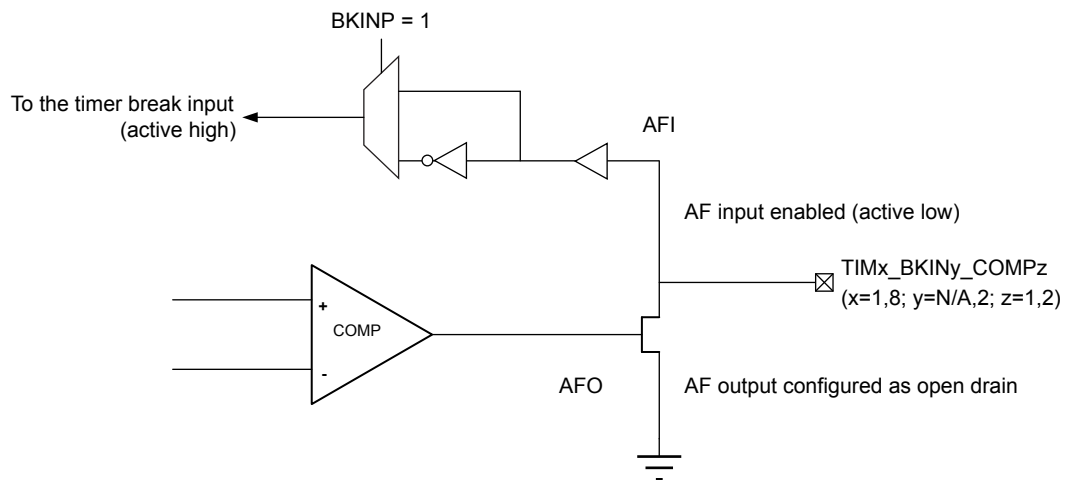 BKINP = 1
To the timer break input
(active high)
AFI
AF input enabled (active low)
TIMx_BKINy_COMPz
(x=1,8; y=N/A,2; z=1,2)
+
COMP
-
AFO
AF output configured as open drain